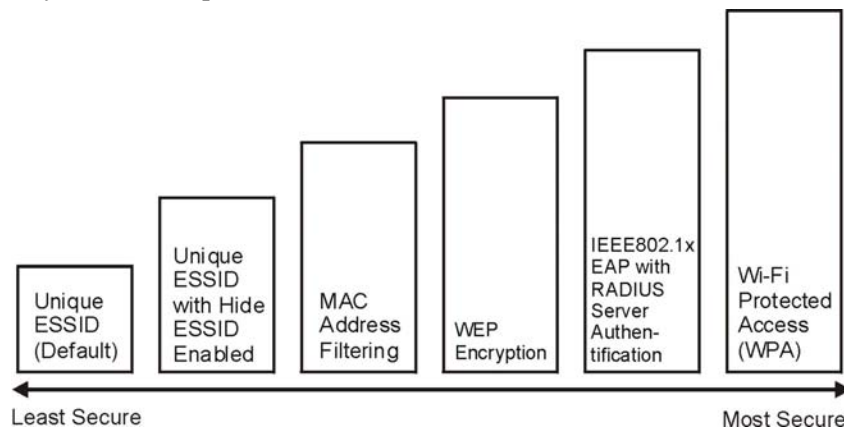 Unique
ESSID
(Default)
Unique
ESSID
with Hide
ESSID
Enabled
MAC
Address
Filtering
WEP
Encryption
IEEE802.1x
EAP with
RADIUS
Server
Authen-
tification
Wi-Fi
Protected
Access
(WPA)
Least Secure
Most Secure